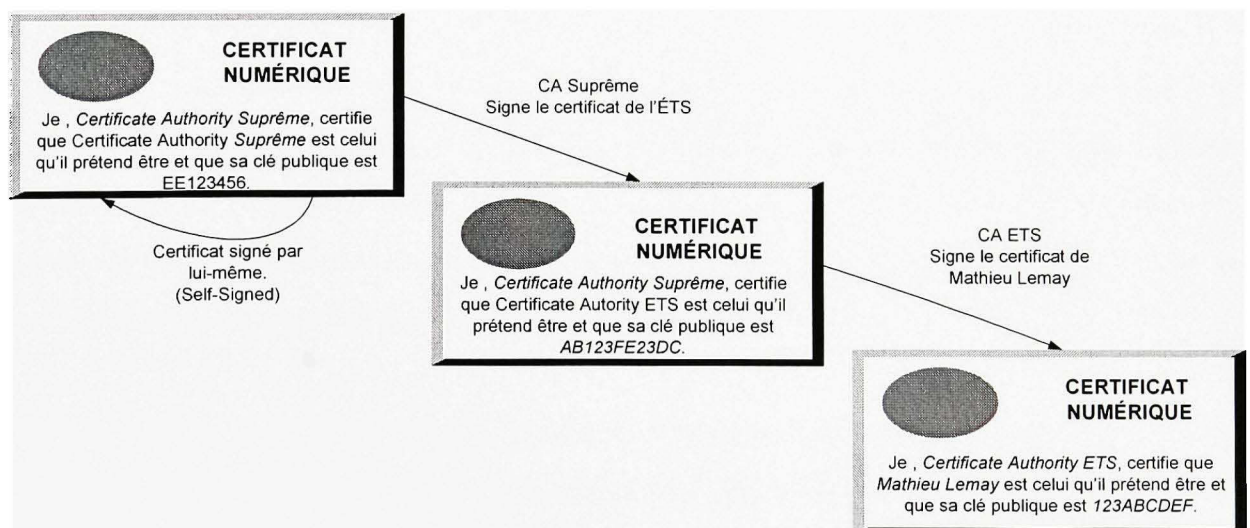 CERTIFICAT
NUMÉRIQUE
Je , Certificate Authority Suprême, certifie
que Certificate Authority Suprême est celui
qu'il prétend être et que sa clé publique est
EE123456.
CA Suprême
Signe le certificat de l'ÉTS
Certificat signé par
lui-même.
(Self-Signed)
CERTIFICAT
NUMÉRIQUE
Je , Certificate Authority Suprême, certifie
que Certificate Autority ETS est celui qu'il
prétend être et que sa clé publique est
AB123FE23DC.
CA ETS
Signe le certificat de
Mathieu Lemay
CERTIFICAT
NUMÉRIQUE
Je , Certificate Authority ETS, certifie que
Mathieu Lemay est celui qu'il prétend être et
que sa clé publique est 123ABCDEF.